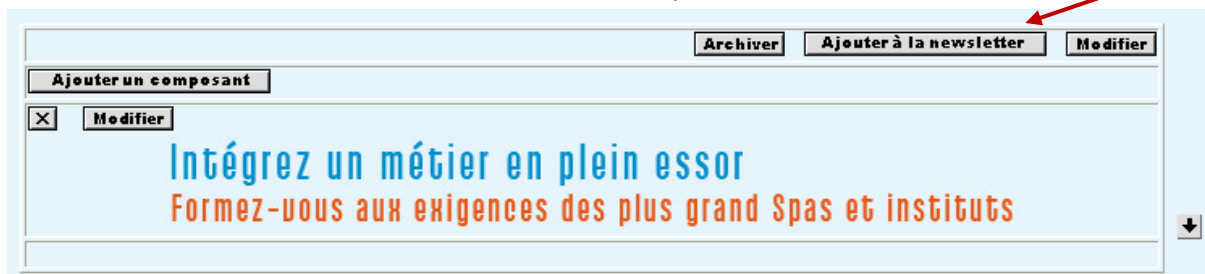 Archiver Ajouter à la newsletter Modifier
Ajouter un composant
X Modifier
Intégrez un métier en plein essor
Formez-vous aux exigences des plus grand Spas et instituts